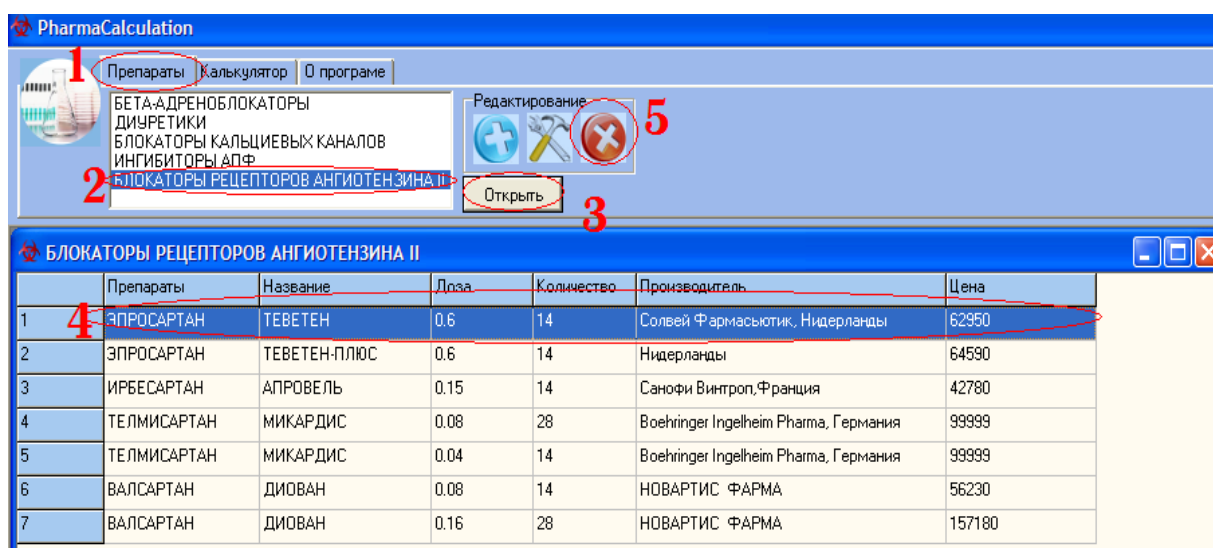 PharmaCalculation
1
Препараты Калькулятор О програме
БЕТА-АДРЕНОБЛОКАТОРЫ
ДИУРЕТИКИ
БЛОКАТОРЫ КАЛЬЦИЕВЫХ КАНАЛОВ
ИНГИБИТОРЫ АПФ
2 БЛОКАТОРЫ РЕЦЕПТОРОВ АНГИОТЕНЗИНА II
Редактирование
5
Открыть
3
БЛОКАТОРЫ РЕЦЕПТОРОВ АНГИОТЕНЗИНА II
Препараты Название Доза Количество Производитель Цена
1 4 ЭПРОСАРТАН ТЕВЕТЕН 0.6 14 Солвей Фармасьютик, Нидерланды 62950
2 ЭПРОСАРТАН ТЕВЕТЕН-ПЛЮС 0.6 14 Нидерланды 64590
3 ИРБЕСАРТАН АПРОВЕЛЬ 0.15 14 Санофи Винтроп,Франция 42780
4 ТЕЛМИСАРТАН МИКАРДИС 0.08 28 Boehringer Ingelheim Pharma, Германия 99999
5 ТЕЛМИСАРТАН МИКАРДИС 0.04 14 Boehringer Ingelheim Pharma, Германия 99999
6 ВАЛСАРТАН ДИОВАН 0.08 14 НОВАРТИС ФАРМА 56230
7 ВАЛСАРТАН ДИОВАН 0.16 28 НОВАРТИС ФАРМА 157180